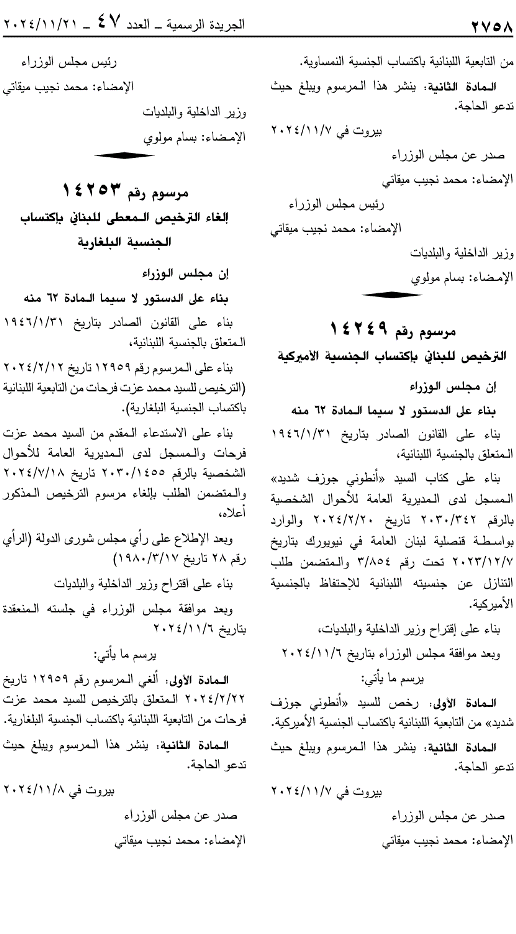 ٢٧٥٨
الجريدة الرسمية ــ العدد ٤٧ ــ ٢٠٢٤/١١/٢١
من التابعية اللبنانية باكتساب الجنسية النمساوية.
المادة الثانية: ينشر هذا المرسوم ويبلغ حيث
تدعو الحاجة.
بيروت في ٢٠٢٤/١١/٧
صدر عن مجلس الوزراء
الإمضاء: محمد نجيب ميقاتي
رئيس مجلس الوزراء
الإمضاء: محمد نجيب ميقاتي
وزير الداخلية والبلديات
الإمضاء: بسام مولوي
مرسوم رقم ١٤٢٤٩
الترخيص للبناني بإكتساب الجنسية الأميركية
إن مجلس الوزراء
بناء على الدستور لا سيما المادة ٦٢ منه
بناء على القانون الصادر بتاريخ ١٩٤٦/١/٣١
المتعلق بالجنسية اللبنانية،
بناء على كتاب السيد «أنطوني جوزف شديد»
المسجل لدى المديرية العامة للأحوال الشخصية
بالرقم ٢٠٣٠/٣٤٢ تاريخ ٢٠٢٤/٢/٢٠ والوارد
بواسطة قنصلية لبنان العامة في نيويورك بتاريخ
٢٠٢٣/١٢/٧ تحت رقم ٣/٨٥٤ والمتضمن طلب
التنازل عن جنسيته اللبنانية للإحتفاظ بالجنسية
الأميركية.
بناء على إقتراح وزير الداخلية والبلديات،
وبعد موافقة مجلس الوزراء بتاريخ ٢٠٢٤/١١/٦
يرسم ما يأتي:
المادة الأولى: رخص للسيد «أنطوني جوزف
شديد» من التابعية اللبنانية باكتساب الجنسية الأميركية.
المادة الثانية: ينشر هذا المرسوم ويبلغ حيث
تدعو الحاجة.
بيروت في ٢٠٢٤/١١/٧
صدر عن مجلس الوزراء
الإمضاء: محمد نجيب ميقاتي
رئيس مجلس الوزراء
الإمضاء: محمد نجيب ميقاتي
وزير الداخلية والبلديات
الإمضاء: بسام مولوي
مرسوم رقم ١٤٢٥٣
إلغاء الترخيص المعطى للبناني بإكتساب
الجنسية البلغارية
إن مجلس الوزراء
بناء على الدستور لا سيما المادة ٦٢ منه
بناء على القانون الصادر بتاريخ ١٩٤٦/١/٣١
المتعلق بالجنسية اللبنانية،
بناء على المرسوم رقم ١٢٩٥٩ تاريخ ٢٠٢٤/٢/١٢
(الترخيص للسيد محمد عزت فرحات من التابعية اللبنانية
باكتساب الجنسية البلغارية).
بناء على الاستدعاء المقدم من السيد محمد عزت
فرحات والمسجل لدى المديرية العامة للأحوال
الشخصية بالرقم ٢٠٣٠/١٤٥٥ تاريخ ٢٠٢٤/٧/١٨
والمتضمن الطلب بإلغاء مرسوم الترخيص المذكور
أعلاه،
وبعد الإطلاع على رأي مجلس شورى الدولة (الرأي
رقم ٢٨ تاريخ ١٩٨٠/٣/١٧)
بناء على اقتراح وزير الداخلية والبلديات
وبعد موافقة مجلس الوزراء في جلسته المنعقدة
بتاريخ ٢٠٢٤/١١/٦
يرسم ما يأتي:
المادة الأولى: ألغي المرسوم رقم ١٢٩٥٩ تاريخ
٢٠٢٤/٢/٢٢ المتعلق بالترخيص للسيد محمد عزت
فرحات من التابعية اللبنانية باكتساب الجنسية البلغارية.
المادة الثانية: ينشر هذا المرسوم ويبلغ حيث
تدعو الحاجة.
بيروت في ٢٠٢٤/١١/٨
صدر عن مجلس الوزراء
الإمضاء: محمد نجيب ميقاتي